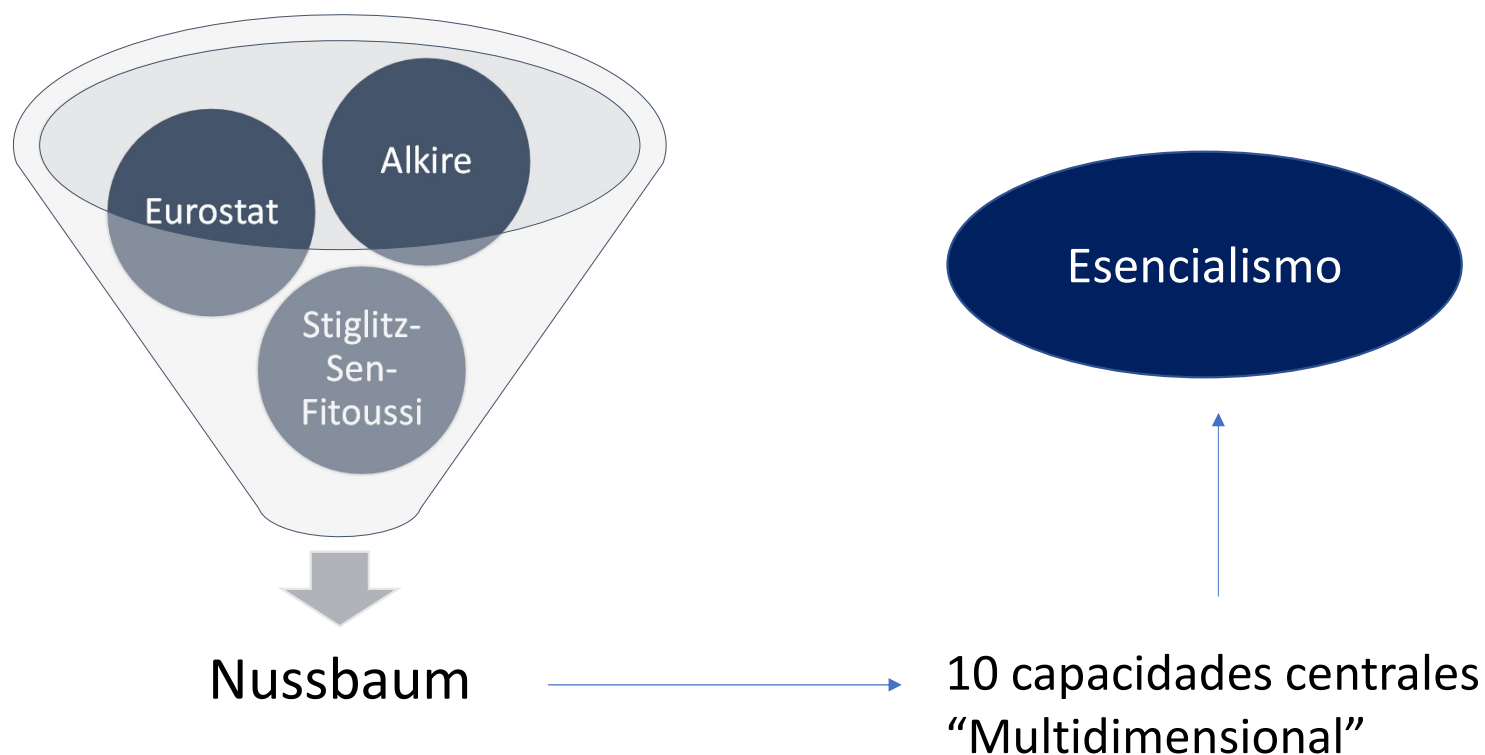 Alkire
Eurostat
Stiglitz-
Sen-
Fitoussi
Esencialismo
Nussbaum
10 capacidades centrales
“Multidimensional”